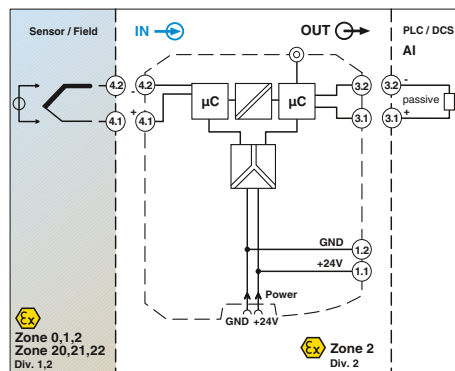 Sensor / Field
IN
OUT
PLC / DCS
AI
4.2
4.2
-
µC
µC
3.2
3.2
-
passive
+
4.1
4.1
+
3.1
3.1
GND
1.2
+24V
1.1
Power
GND +24V
Ex
Zone 0,1,2
Zone 20,21,22
Div. 1,2
Ex
Zone 2
Div. 2